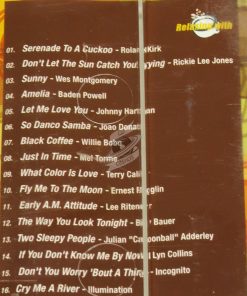 Relaxing with
01. Serenade To A Cuckoo - Roland Kirk
02. Don't Let The Sun Catch You Crying - Rickie Lee Jones
03. Sunny - Wes Montgomery
04. Amelia - Baden Powell
05. Let Me Love You - Johnny Hartman
06. So Danco Samba - Joao Donato
07. Black Coffee - Willie Bobo
08. Just In Time - Mel Torme
09. What Color Is Love - Terry Callier
10. Fly Me To The Moon - Ernest Ranglin
11. Early A.M. Attitude - Lee Ritenour
12. The Way You Look Tonight - Billy Bauer
13. Two Sleepy People - Julian "Cannonball" Adderley
14. If You Don't Know Me By Now - Lyn Collins
15. Don't You Worry 'Bout A Thing - Incognito
16. Cry Me A River - Illumination